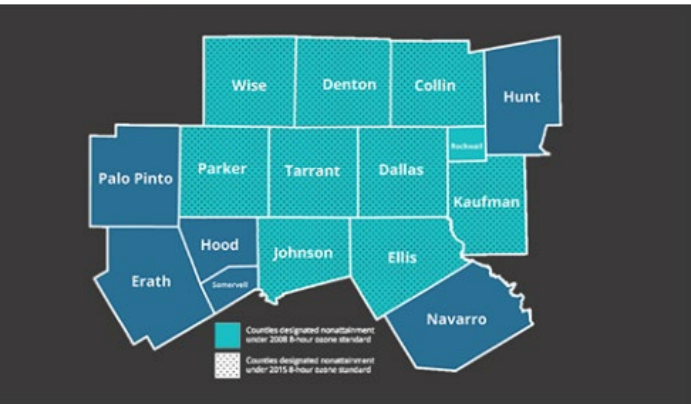 Wise
Denton
Collin
Hunt
Palo Pinto
Parker
Tarrant
Dallas
Rockwall
Kaufman
Erath
Hood
Somervell
Johnson
Ellis
Navarro
Counties designated nonattainment
under 2008 8-hour ozone standard
Counties designated nonattainment
under 2015 8-hour ozone standard